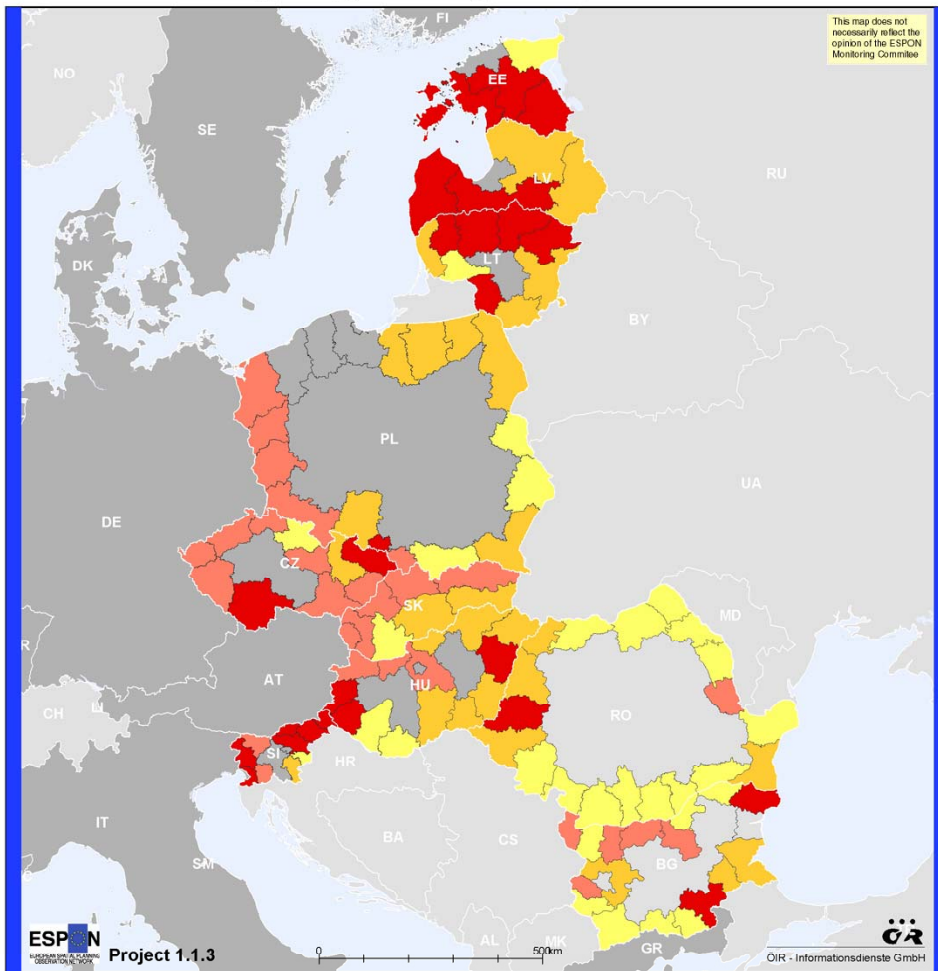 FI
This map does not
necessarily reflect the
opinion of the ESPON
Monitoring Commitee
NO
EE
SE
RU
LV
DK
LT
BY
PL
DE
UA
CZ
SK
MD
AT
HU
CH
LI
RO
SI
HR
IT
BA
CS
SM
BG
AL
MK
GR
ESPON
EUROPEAN SPATIAL PLANNING
OBSERVATION NETWORK
Project 1.1.3
0
500km
ÖIR
ÖIR - Informationsdienste GmbH